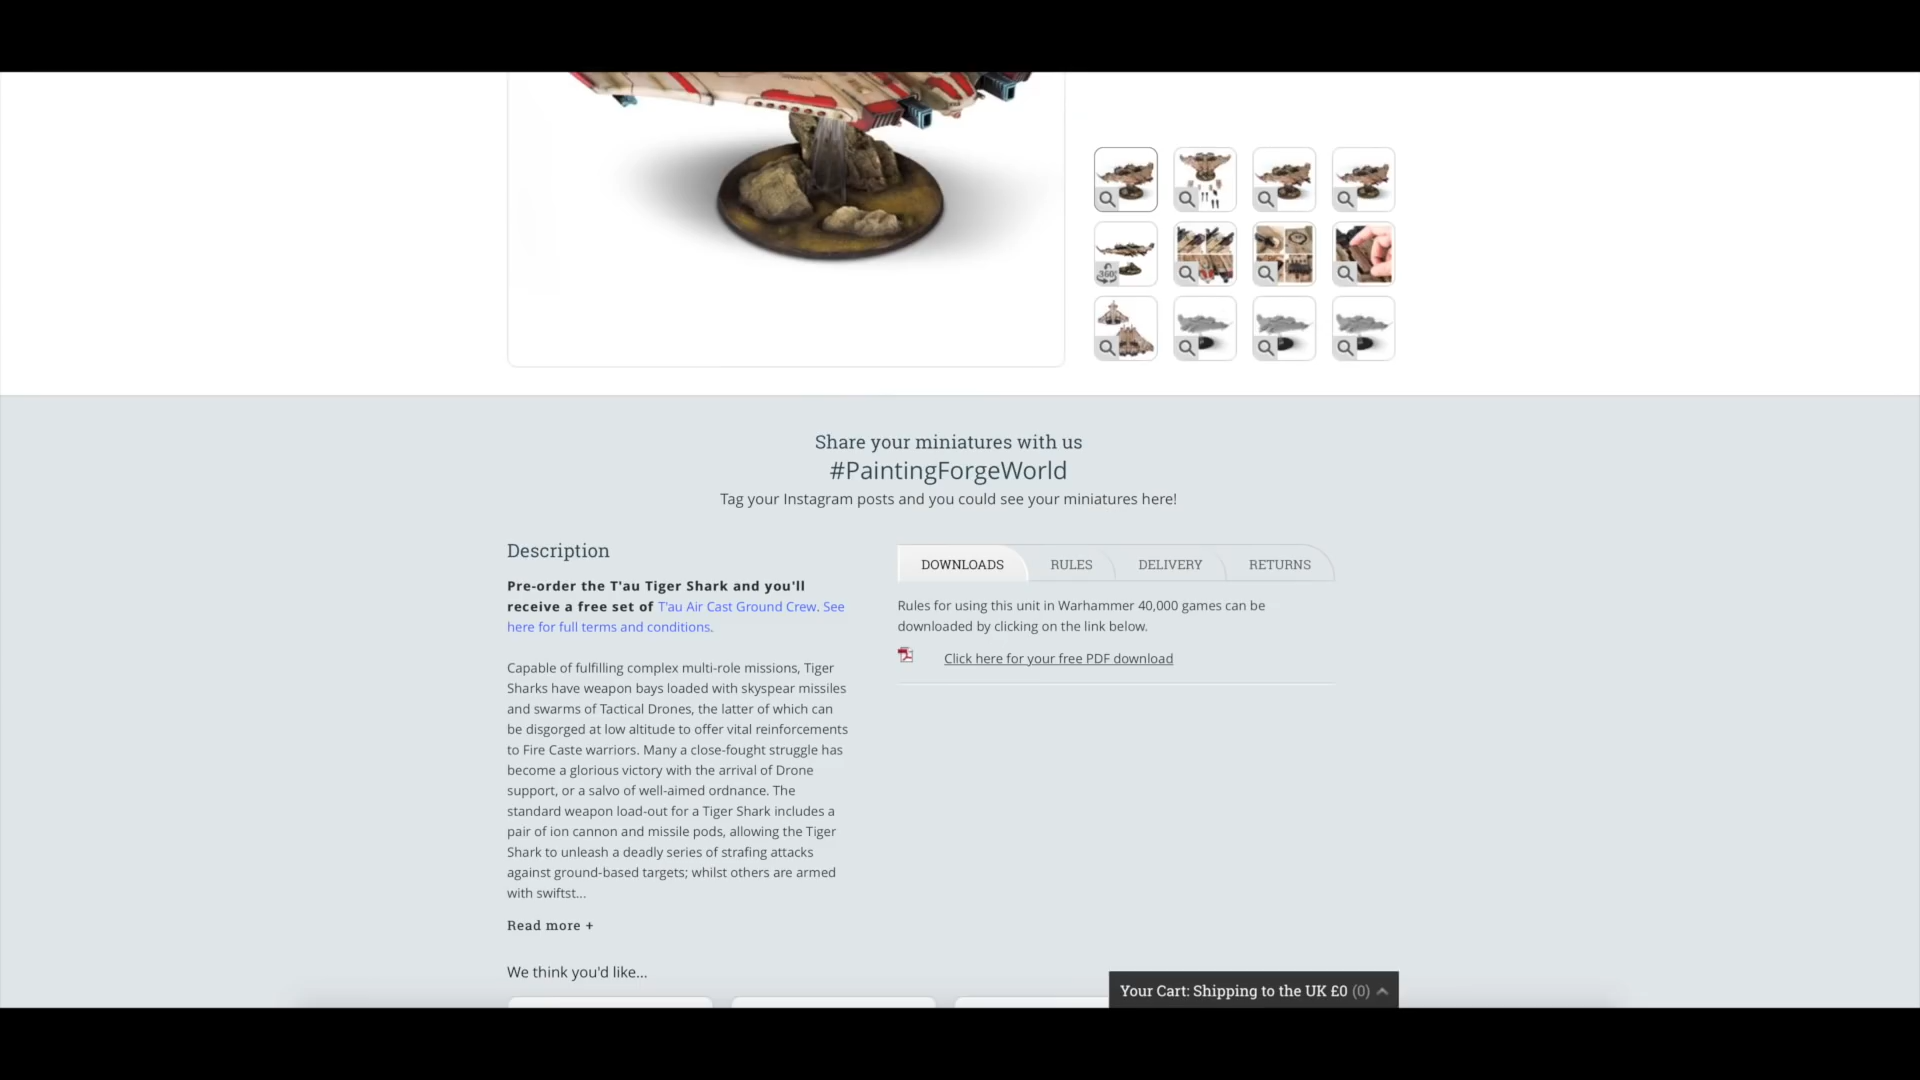 360°
Share your miniatures with us
#PaintingForgeWorld
Tag your Instagram posts and you could see your miniatures here!
Description
Pre-order the T'au Tiger Shark and you'll
receive a free set of T'au Air Cast Ground Crew. See
here for full terms and conditions.
Capable of fulfilling complex multi-role missions, Tiger
Sharks have weapon bays loaded with skyspear missiles
and swarms of Tactical Drones, the latter of which can
be disgorged at low altitude to offer vital reinforcements
to Fire Caste warriors. Many a close-fought struggle has
become a glorious victory with the arrival of Drone
support, or a salvo of well-aimed ordnance. The
standard weapon load-out for a Tiger Shark includes a
pair of ion cannon and missile pods, allowing the Tiger
Shark to unleash a deadly series of strafing attacks
against ground-based targets; whilst others are armed
with swiftst...
Read more +
DOWNLOADS RULES DELIVERY RETURNS
Rules for using this unit in Warhammer 40,000 games can be
downloaded by clicking on the link below.
Click here for your free PDF download
We think you'd like...
Your Cart: Shipping to the UK £0 (0)